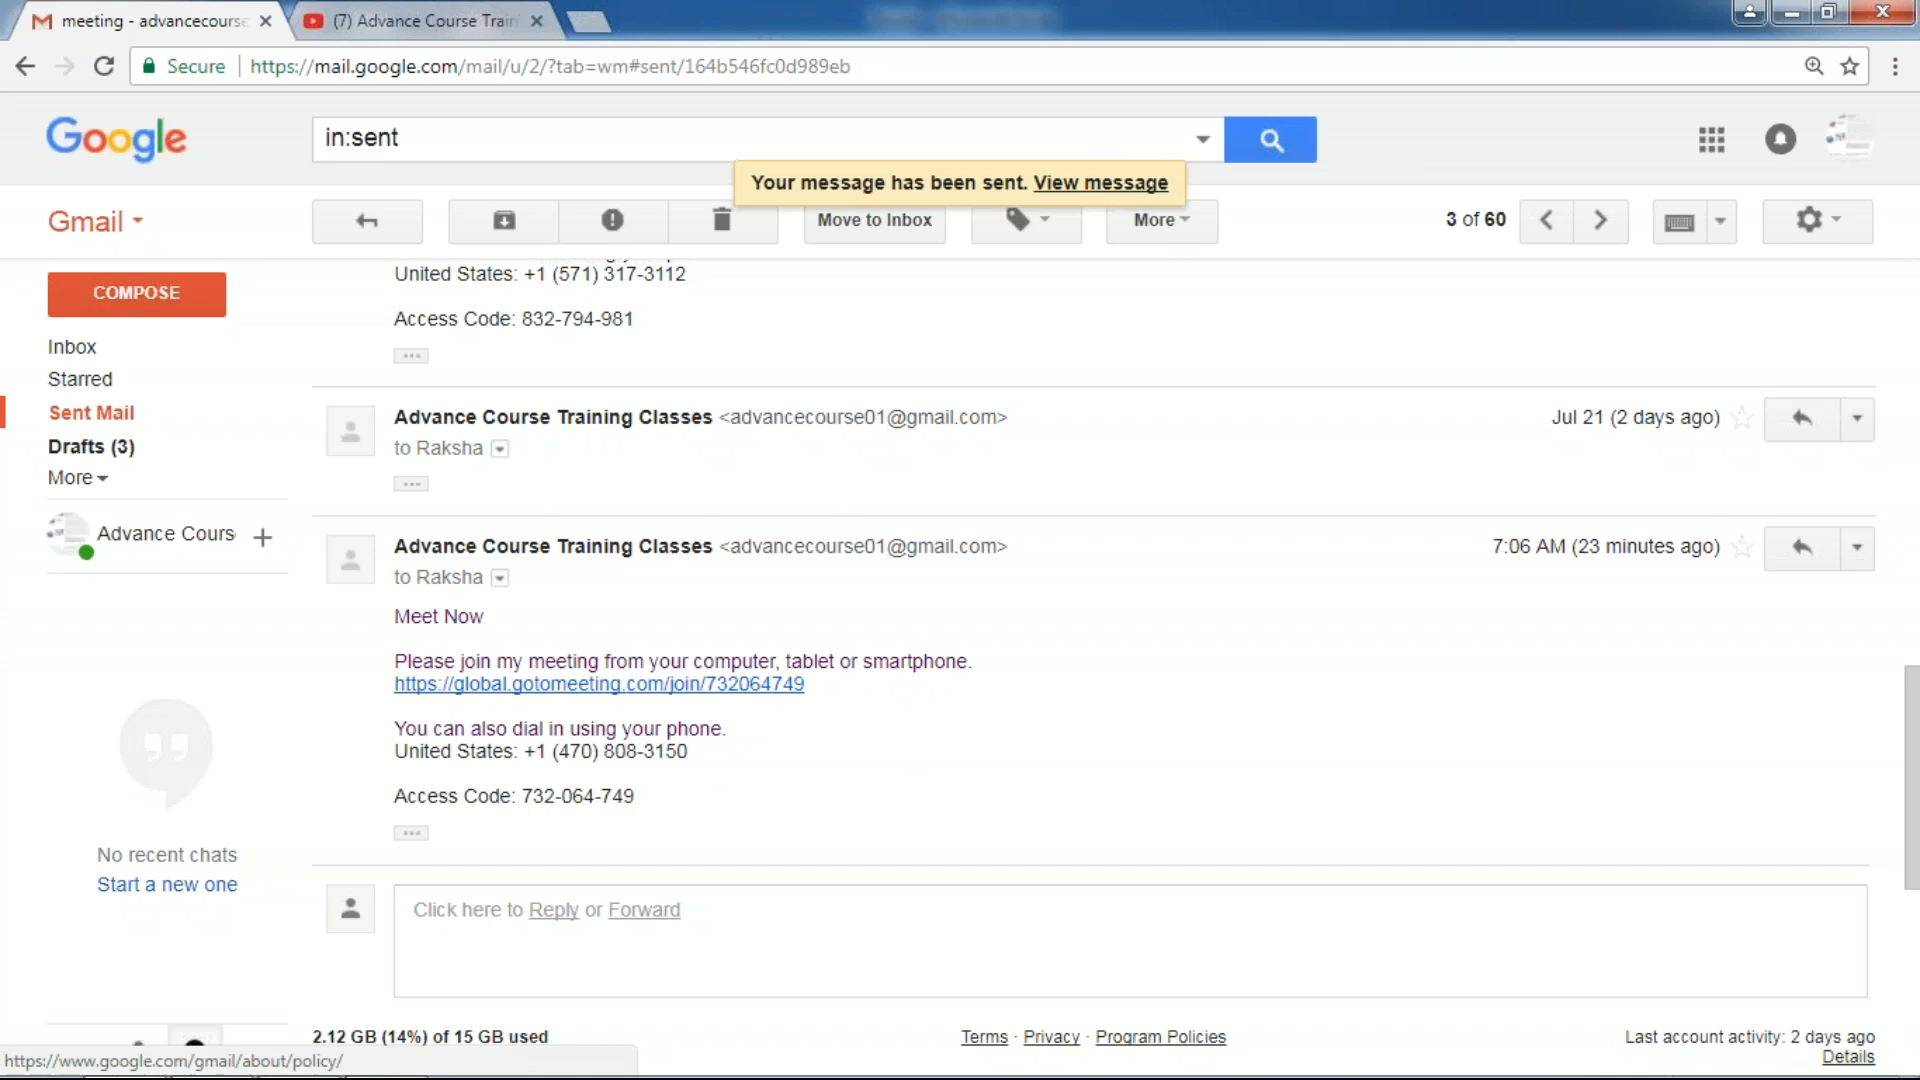 meeting - advancecourse
(7) Advance Course Train
Secure
https://mail.google.com/mail/u/2/?tab=wm#sent/164b546fc0d989eb
Google
in:sent
Your message has been sent. View message
Gmail
Move to Inbox
More
3 of 60
COMPOSE
Inbox
Starred
Sent Mail
Drafts (3)
More
Advance Cours
No recent chats
Start a new one
United States: +1 (571) 317-3112
Access Code: 832-794-981
Advance Course Training Classes <advancecourse01@gmail.com>
Jul 21 (2 days ago)
to Raksha
Advance Course Training Classes <advancecourse01@gmail.com>
7:06 AM (23 minutes ago)
to Raksha
Meet Now
Please join my meeting from your computer, tablet or smartphone.
https://global.gotomeeting.com/join/732064749
You can also dial in using your phone.
United States: +1 (470) 808-3150
Access Code: 732-064-749
Click here to Reply or Forward
2.12 GB (14%) of 15 GB used
Terms · Privacy · Program Policies
Last account activity: 2 days ago
Details
https://www.google.com/gmail/about/policy/